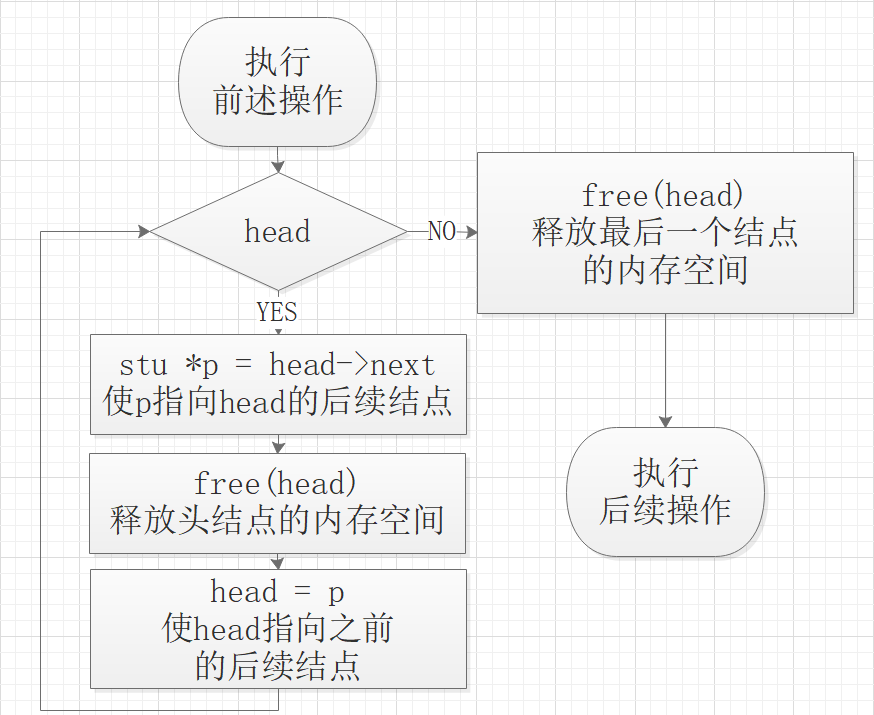 执行
前述操作
head
NO
YES
free(head)
释放最后一个结点
的内存空间
stu *p = head->next
使p指向head的后续结点
free(head)
释放头结点的内存空间
head = p
使head指向之前
的后续结点
执行
后续操作